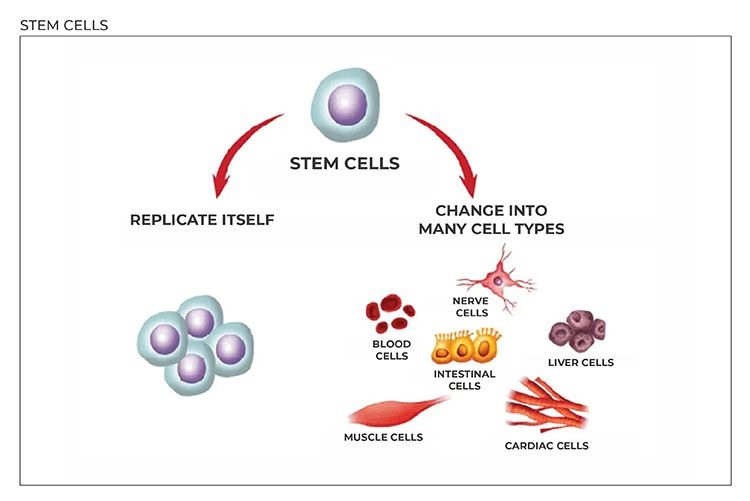 STEM CELLS
STEM CELLS
REPLICATE ITSELF
CHANGE INTO
MANY CELL TYPES
NERVE
CELLS
BLOOD
CELLS
INTESTINAL
CELLS
LIVER CELLS
MUSCLE CELLS
CARDIAC CELLS